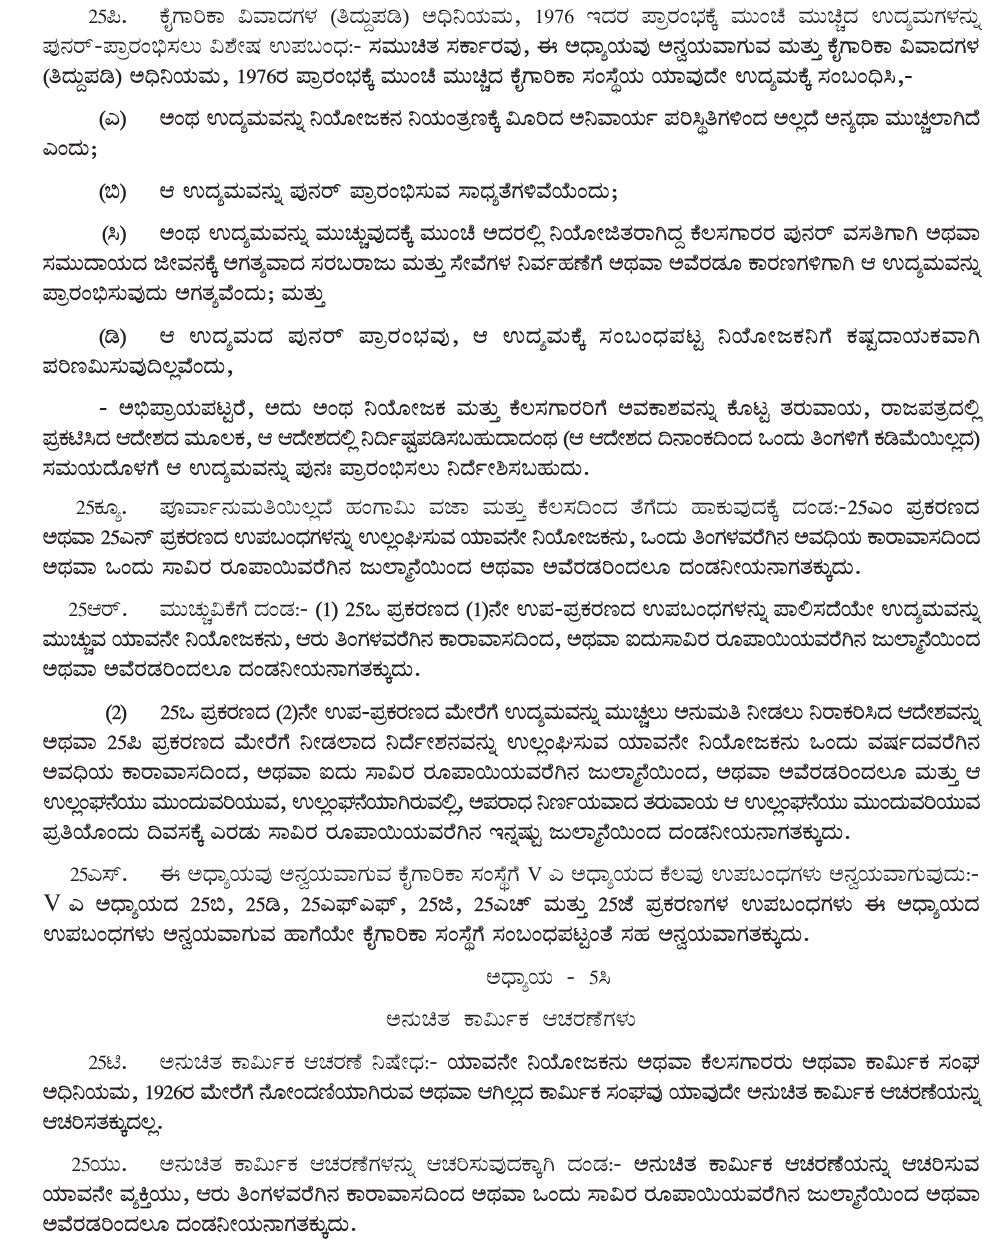 25ಪಿ. ಕೈಗಾರಿಕಾ ವಿವಾದಗಳ (ತಿದ್ದುಪಡಿ) ಅಧಿನಿಯಮ, 1976 ಇದರ ಪ್ರಾರಂಭಕ್ಕೆ ಮುಂಚೆ ಮುಚ್ಚಿದ ಉದ್ಯಮಗಳನ್ನು
ಪುನರ್-ಪ್ರಾರಂಭಿಸಲು ವಿಶೇಷ ಉಪಬಂಧ:- ಸಮುಚಿತ ಸರ್ಕಾರವು, ಈ ಅಧ್ಯಾಯವು ಅನ್ವಯವಾಗುವ ಮತ್ತು ಕೈಗಾರಿಕಾ ವಿವಾದಗಳ
(ತಿದ್ದುಪಡಿ) ಅಧಿನಿಯಮ, 1976ರ ಪ್ರಾರಂಭಕ್ಕೆ ಮುಂಚೆ ಮುಚ್ಚಿದ ಕೈಗಾರಿಕಾ ಸಂಸ್ಥೆಯ ಯಾವುದೇ ಉದ್ಯಮಕ್ಕೆ ಸಂಬಂಧಿಸಿ,-
(ಎ) ಅಂಥ ಉದ್ಯಮವನ್ನು ನಿಯೋಜಕನ ನಿಯಂತ್ರಣಕ್ಕೆ ಮೀರಿದ ಅನಿವಾರ್ಯ ಪರಿಸ್ಥಿತಿಗಳಿಂದ ಅಲ್ಲದೆ ಅನ್ಯಥಾ ಮುಚ್ಚಲಾಗಿದೆ
ಎಂದು;
(ಬಿ) ಆ ಉದ್ಯಮವನ್ನು ಪುನರ್ ಪ್ರಾರಂಭಿಸುವ ಸಾಧ್ಯತೆಗಳಿವೆಯೆಂದು;
(ಸಿ) ಅಂಥ ಉದ್ಯಮವನ್ನು ಮುಚ್ಚುವುದಕ್ಕೆ ಮುಂಚೆ ಅದರಲ್ಲಿ ನಿಯೋಜಿತರಾಗಿದ್ದ ಕೆಲಸಗಾರರ ಪುನರ್ ವಸತಿಗಾಗಿ ಅಥವಾ
ಸಮುದಾಯದ ಜೀವನಕ್ಕೆ ಅಗತ್ಯವಾದ ಸರಬರಾಜು ಮತ್ತು ಸೇವೆಗಳ ನಿರ್ವಹಣೆಗೆ ಅಥವಾ ಅವೆರಡೂ ಕಾರಣಗಳಿಗಾಗಿ ಆ ಉದ್ಯಮವನ್ನು
ಪ್ರಾರಂಭಿಸುವುದು ಅಗತ್ಯವೆಂದು; ಮತ್ತು
(ಡಿ) ಆ ಉದ್ಯಮದ ಪುನರ್ ಪ್ರಾರಂಭವು, ಆ ಉದ್ಯಮಕ್ಕೆ ಸಂಬಂಧಪಟ್ಟ ನಿಯೋಜಕನಿಗೆ ಕಷ್ಟದಾಯಕವಾಗಿ
ಪರಿಣಮಿಸುವುದಿಲ್ಲವೆಂದು,
- ಅಭಿಪ್ರಾಯಪಟ್ಟರೆ, ಅದು ಅಂಥ ನಿಯೋಜಕ ಮತ್ತು ಕೆಲಸಗಾರರಿಗೆ ಅವಕಾಶವನ್ನು ಕೊಟ್ಟ ತರುವಾಯ, ರಾಜಪತ್ರದಲ್ಲಿ
ಪ್ರಕಟಿಸಿದ ಆದೇಶದ ಮೂಲಕ, ಆ ಆದೇಶದಲ್ಲಿ ನಿರ್ದಿಷ್ಟಪಡಿಸಬಹುದಾದಂಥ (ಆ ಆದೇಶದ ದಿನಾಂಕದಿಂದ ಒಂದು ತಿಂಗಳಿಗೆ ಕಡಿಮೆಯಿಲ್ಲದ)
ಸಮಯದೊಳಗೆ ಆ ಉದ್ಯಮವನ್ನು ಪುನಃ ಪ್ರಾರಂಭಿಸಲು ನಿರ್ದೇಶಿಸಬಹುದು.
25ಕ್ಯೂ. ಪೂರ್ವಾನುಮತಿಯಿಲ್ಲದೆ ಹಂಗಾಮಿ ವಜಾ ಮತ್ತು ಕೆಲಸದಿಂದ ತೆಗೆದು ಹಾಕುವುದಕ್ಕೆ ದಂಡ:-25ಎಂ ಪ್ರಕರಣದ
ಅಥವಾ 25ಎನ್ ಪ್ರಕರಣದ ಉಪಬಂಧಗಳನ್ನು ಉಲ್ಲಂಘಿಸುವ ಯಾವನೇ ನಿಯೋಜಕನು, ಒಂದು ತಿಂಗಳವರೆಗಿನ ಅವಧಿಯ ಕಾರಾವಾಸದಿಂದ
ಅಥವಾ ಒಂದು ಸಾವಿರ ರೂಪಾಯಿವರೆಗಿನ ಜುಲ್ಮಾನೆಯಿಂದ ಅಥವಾ ಅವೆರಡರಿಂದಲೂ ದಂಡನೀಯನಾಗತಕ್ಕುದು.
25ಆರ್. ಮುಚ್ಚುವಿಕೆಗೆ ದಂಡ:- (1) 25ಒ ಪ್ರಕರಣದ (1)ನೇ ಉಪ-ಪ್ರಕರಣದ ಉಪಬಂಧಗಳನ್ನು ಪಾಲಿಸದೆಯೇ ಉದ್ಯಮವನ್ನು
ಮುಚ್ಚುವ ಯಾವನೇ ನಿಯೋಜಕನು, ಆರು ತಿಂಗಳವರೆಗಿನ ಕಾರಾವಾಸದಿಂದ, ಅಥವಾ ಐದುಸಾವಿರ ರೂಪಾಯಿಯವರೆಗಿನ ಜುಲ್ಮಾನೆಯಿಂದ
ಅಥವಾ ಅವೆರಡರಿಂದಲೂ ದಂಡನೀಯನಾಗತಕ್ಕುದು.
(2) 25ಒ ಪ್ರಕರಣದ (2)ನೇ ಉಪ-ಪ್ರಕರಣದ ಮೇರೆಗೆ ಉದ್ಯಮವನ್ನು ಮುಚ್ಚಲು ಅನುಮತಿ ನೀಡಲು ನಿರಾಕರಿಸಿದ ಆದೇಶವನ್ನು
ಅಥವಾ 25ಪಿ ಪ್ರಕರಣದ ಮೇರೆಗೆ ನೀಡಲಾದ ನಿರ್ದೇಶನವನ್ನು ಉಲ್ಲಂಘಿಸುವ ಯಾವನೇ ನಿಯೋಜಕನು ಒಂದು ವರ್ಷದವರೆಗಿನ
ಅವಧಿಯ ಕಾರಾವಾಸದಿಂದ, ಅಥವಾ ಐದು ಸಾವಿರ ರೂಪಾಯಿಯವರೆಗಿನ ಜುಲ್ಮಾನೆಯಿಂದ, ಅಥವಾ ಅವೆರಡರಿಂದಲೂ ಮತ್ತು ಆ
ಉಲ್ಲಂಘನೆಯು ಮುಂದುವರಿಯುವ, ಉಲ್ಲಂಘನೆಯಾಗಿರುವಲ್ಲಿ, ಅಪರಾಧ ನಿರ್ಣಯವಾದ ತರುವಾಯ ಆ ಉಲ್ಲಂಘನೆಯು ಮುಂದುವರಿಯುವ
ಪ್ರತಿಯೊಂದು ದಿವಸಕ್ಕೆ ಎರಡು ಸಾವಿರ ರೂಪಾಯಿಯವರೆಗಿನ ಇನ್ನಷ್ಟು ಜುಲ್ಮಾನೆಯಿಂದ ದಂಡನೀಯನಾಗತಕ್ಕುದು.
25ಎಸ್. ಈ ಅಧ್ಯಾಯವು ಅನ್ವಯವಾಗುವ ಕೈಗಾರಿಕಾ ಸಂಸ್ಥೆಗೆ V ಎ ಅಧ್ಯಾಯದ ಕೆಲವು ಉಪಬಂಧಗಳು ಅನ್ವಯವಾಗುವುದು:-
V ಎ ಅಧ್ಯಾಯದ 25ಬಿ, 25ಡಿ, 25ಎಫ್ಎಫ್, 25ಜಿ, 25ಎಚ್ ಮತ್ತು 25ಜೆ ಪ್ರಕರಣಗಳ ಉಪಬಂಧಗಳು ಈ ಅಧ್ಯಾಯದ
ಉಪಬಂಧಗಳು ಅನ್ವಯವಾಗುವ ಹಾಗೆಯೇ ಕೈಗಾರಿಕಾ ಸಂಸ್ಥೆಗೆ ಸಂಬಂಧಪಟ್ಟಂತೆ ಸಹ ಅನ್ವಯವಾಗತಕ್ಕುದು.
ಅಧ್ಯಾಯ - 5ಸಿ
ಅನುಚಿತ ಕಾರ್ಮಿಕ ಆಚರಣೆಗಳು
25ಟಿ. ಅನುಚಿತ ಕಾರ್ಮಿಕ ಆಚರಣೆ ನಿಷೇಧ:- ಯಾವನೇ ನಿಯೋಜಕನು ಅಥವಾ ಕೆಲಸಗಾರರು ಅಥವಾ ಕಾರ್ಮಿಕ ಸಂಘ
ಅಧಿನಿಯಮ, 1926ರ ಮೇರೆಗೆ ನೋಂದಣಿಯಾಗಿರುವ ಅಥವಾ ಆಗಿಲ್ಲದ ಕಾರ್ಮಿಕ ಸಂಘವು ಯಾವುದೇ ಅನುಚಿತ ಕಾರ್ಮಿಕ ಆಚರಣೆಯನ್ನು
ಆಚರಿಸತಕ್ಕುದಲ್ಲ.
25ಯು. ಅನುಚಿತ ಕಾರ್ಮಿಕ ಆಚರಣೆಗಳನ್ನು ಆಚರಿಸುವುದಕ್ಕಾಗಿ ದಂಡ:- ಅನುಚಿತ ಕಾರ್ಮಿಕ ಆಚರಣೆಯನ್ನು ಆಚರಿಸುವ
ಯಾವನೇ ವ್ಯಕ್ತಿಯು, ಆರು ತಿಂಗಳವರೆಗಿನ ಕಾರಾವಾಸದಿಂದ ಅಥವಾ ಒಂದು ಸಾವಿರ ರೂಪಾಯಿಯವರೆಗಿನ ಜುಲ್ಮಾನೆಯಿಂದ ಅಥವಾ
ಅವೆರಡರಿಂದಲೂ ದಂಡನೀಯನಾಗತಕ್ಕುದು.